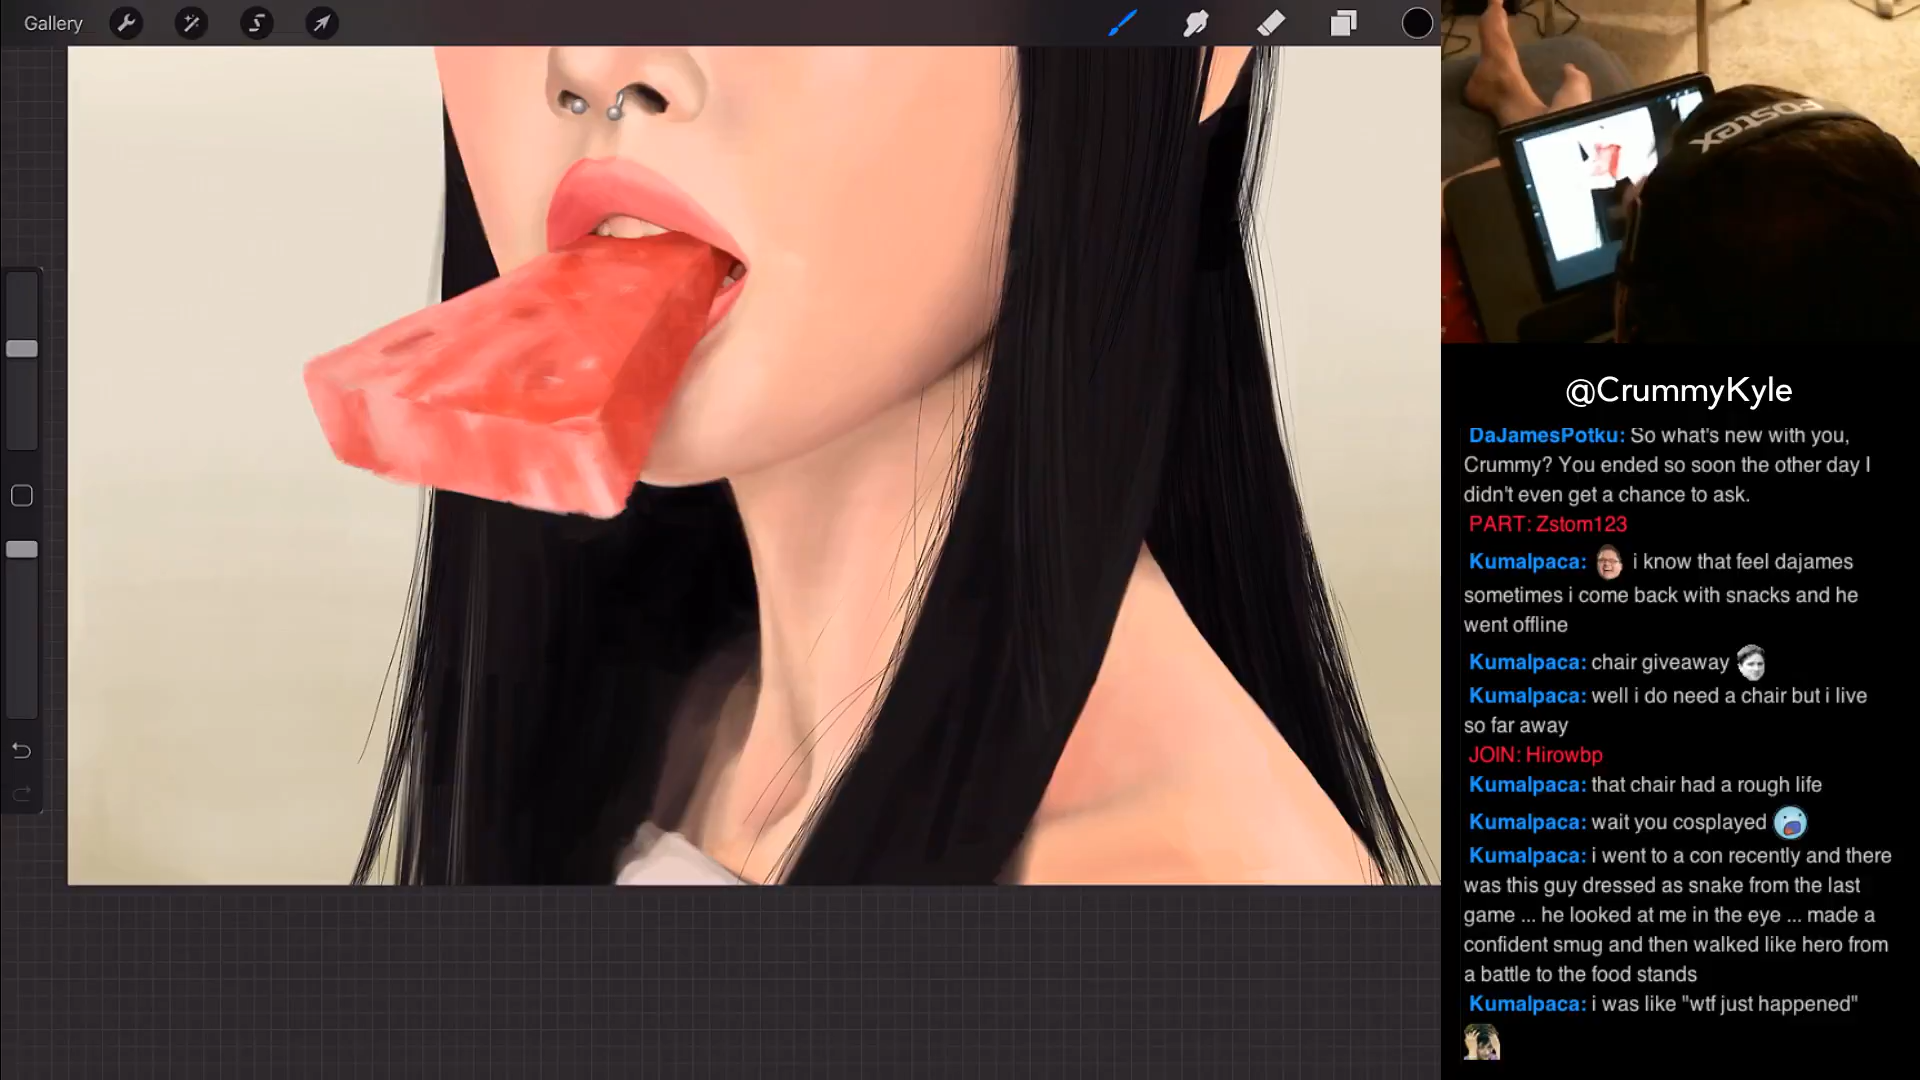 Gallery
Fostex
@CrummyKyle
DaJamesPotku: So what's new with you,
Crummy? You ended so soon the other day I
didn't even get a chance to ask.
PART: Zstom123
Kumalpaca: i know that feel dajames
sometimes i come back with snacks and he
went offline
Kumalpaca: chair giveaway
Kumalpaca: well i do need a chair but i live
so far away
JOIN: Hirowbp
Kumalpaca: that chair had a rough life
Kumalpaca: wait you cosplayed
Kumalpaca: i went to a con recently and there
was this guy dressed as snake from the last
game ... he looked at me in the eye ... made a
confident smug and then walked like hero from
a battle to the food stands
Kumalpaca: i was like "wtf just happened"